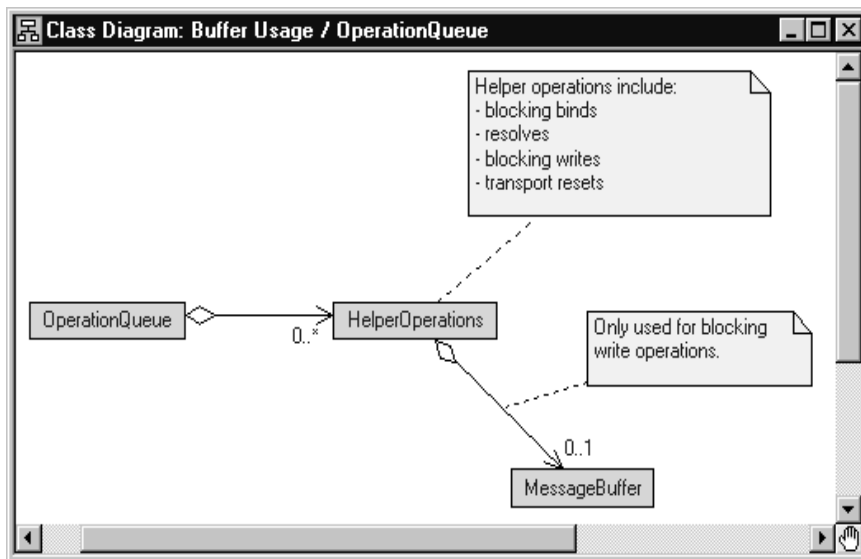 Class Diagram: Buffer Usage / OperationQueue
Helper operations include:
- blocking binds
- resolves
- blocking writes
- transport resets
OperationQueue
0..*
HelperOperations
Only used for blocking
write operations.
0..1
MessageBuffer